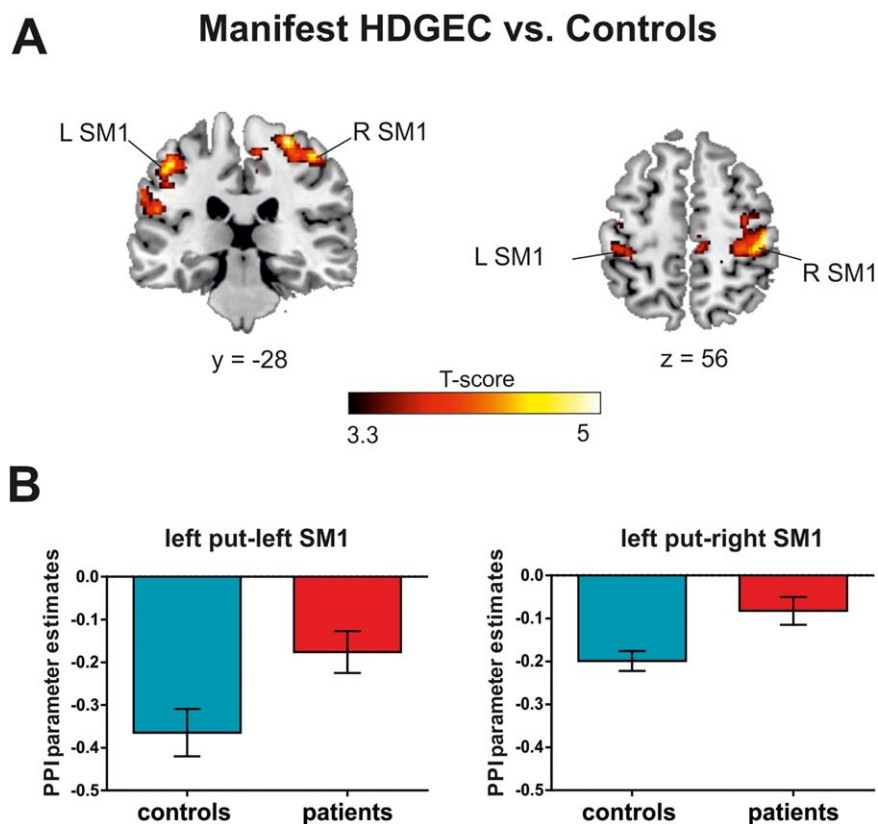 A
Manifest HDGEC vs. Controls
L SM1
R SM1
L SM1
R SM1
y = -28
z = 56
T-score
3.3
5
B
left put-left SM1
PPI parameter estimates
0.0
-0.1
-0.2
-0.3
-0.4
-0.5
controls
patients
left put-right SM1
PPI parameter estimates
0.0
-0.1
-0.2
-0.3
-0.4
-0.5
controls
patients